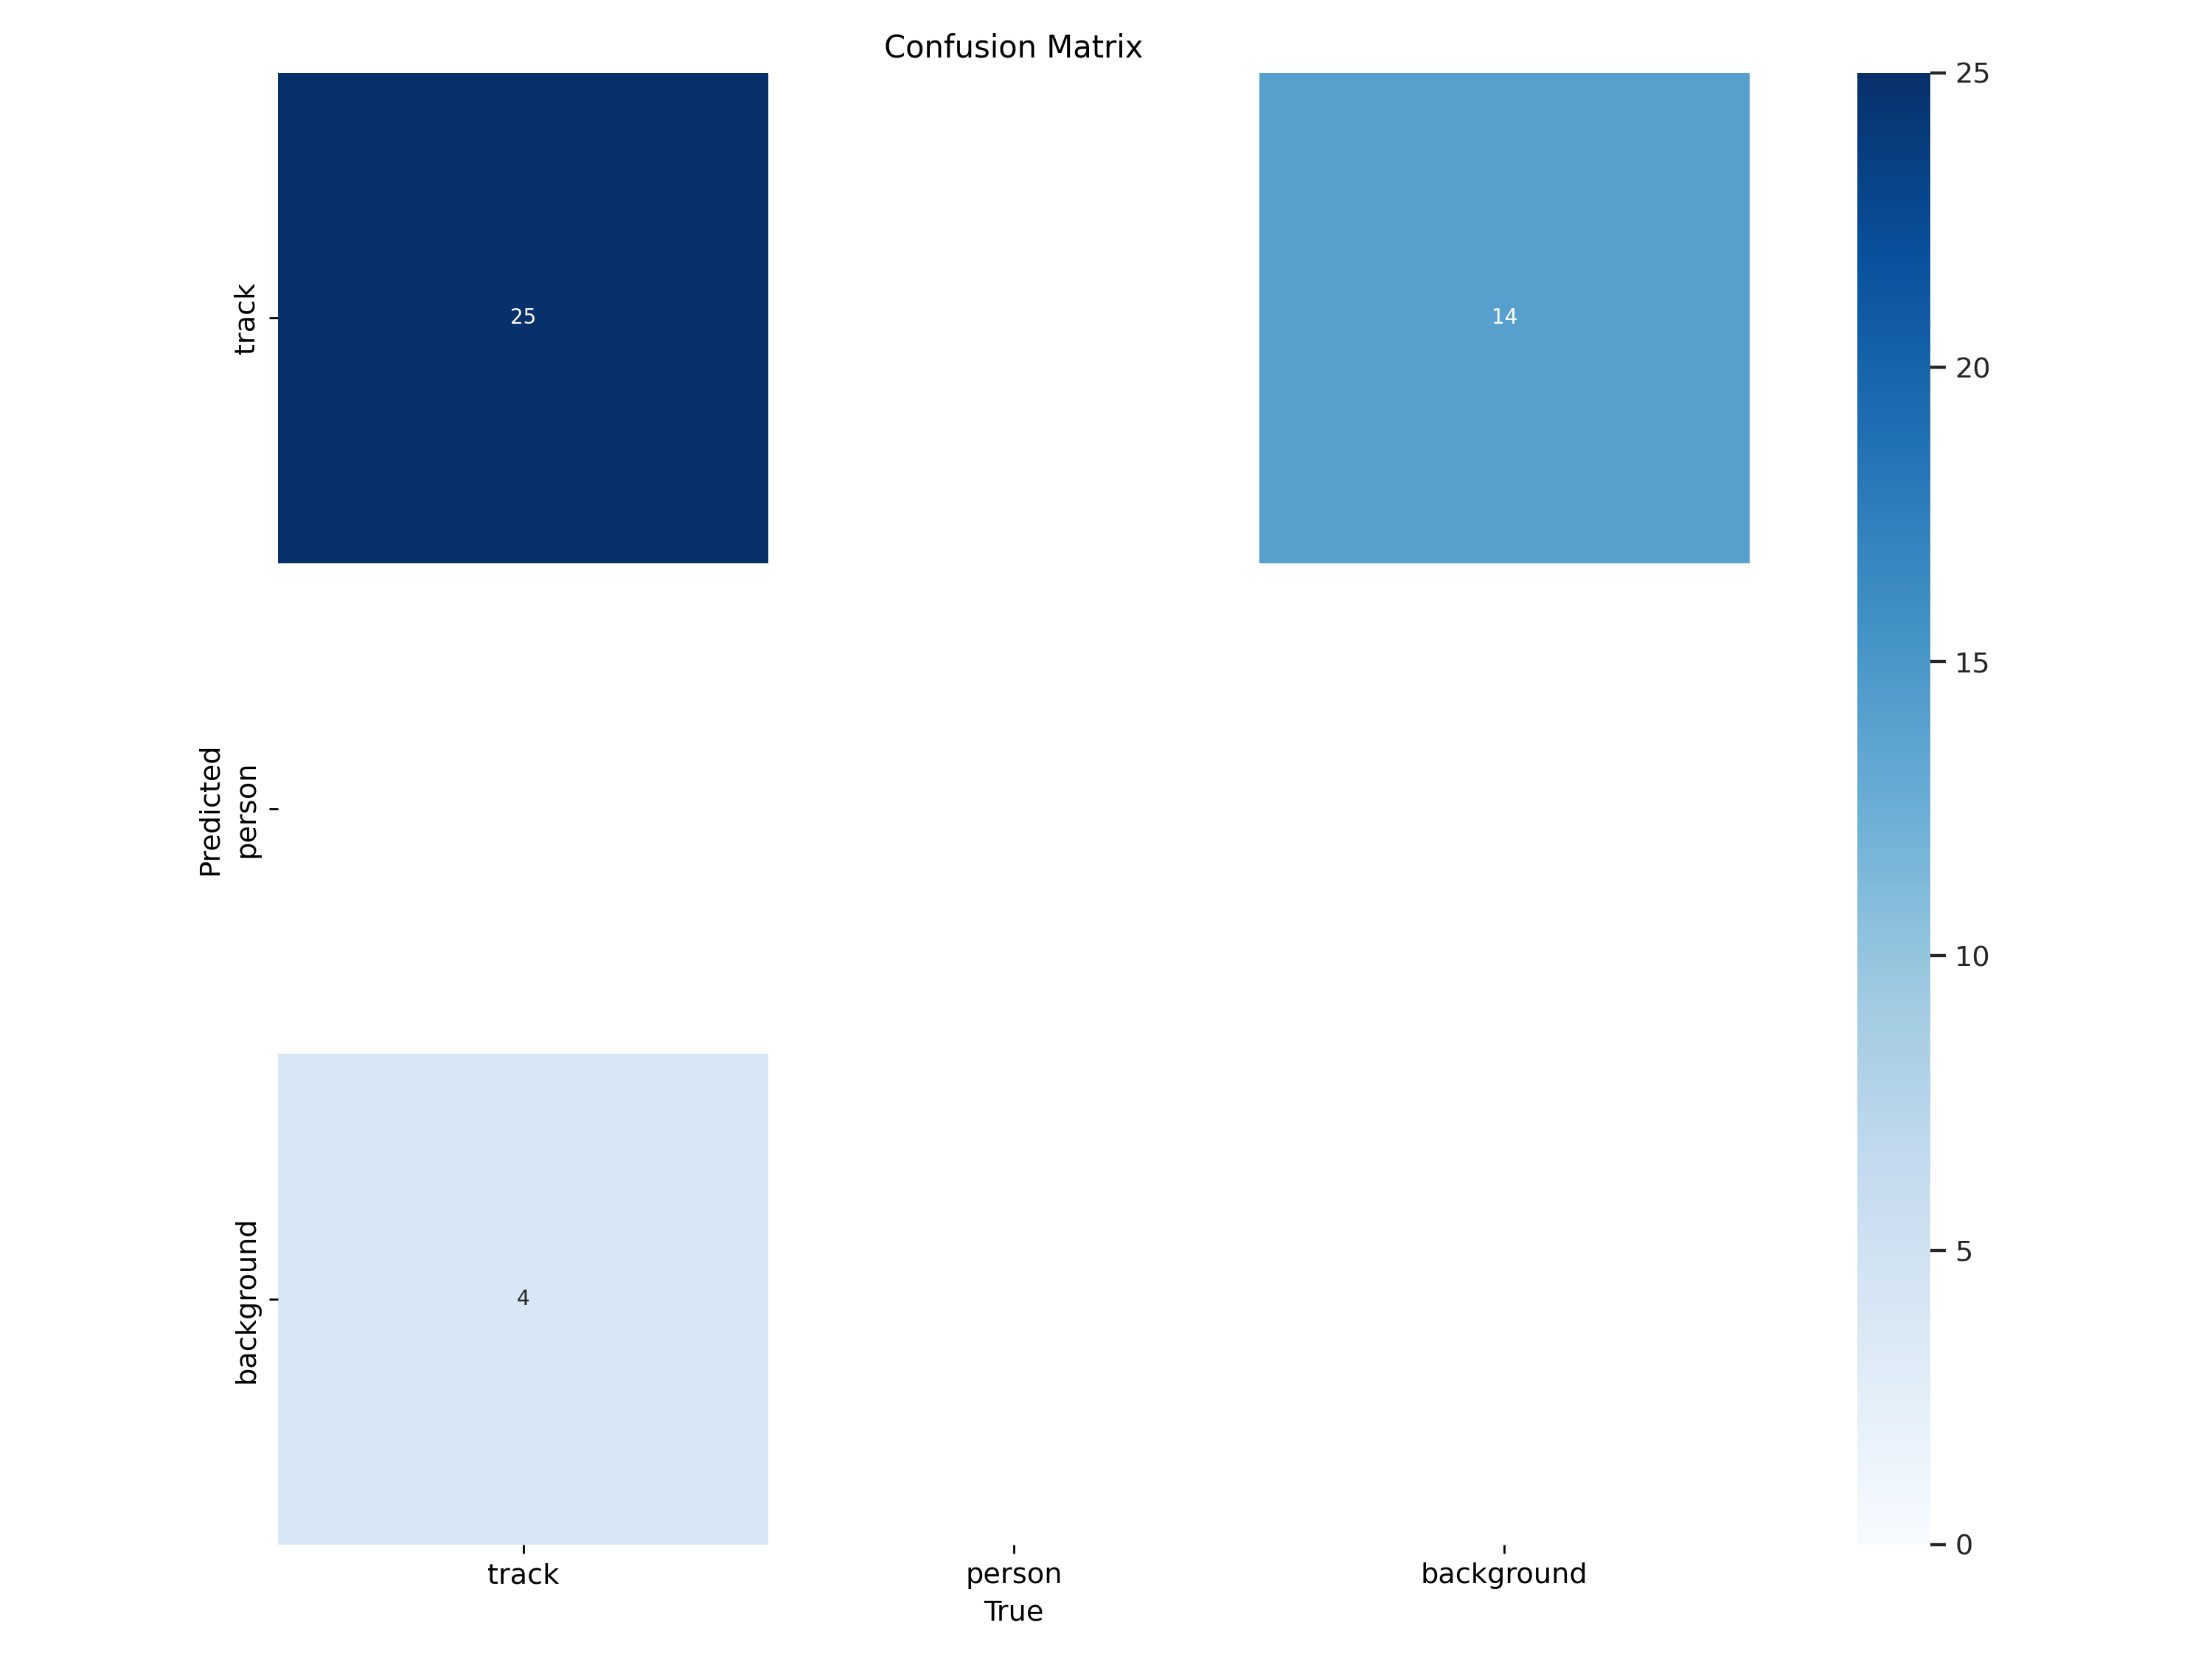 Confusion Matrix
track
25
14
25
20
15
10
5
0
Predicted
person
background
4
track
person
background
True